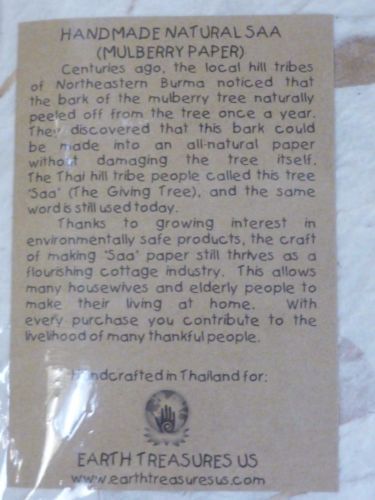 HANDMADE NATURAL SAA
(MULBERRY PAPER)
Centuries ago, the local hill tribes
of Northeastern Burma noticed that
the bark of the mulberry tree naturally
peeled off from the tree once a year.
They discovered that this bark could
be made into an all-natural paper
without damaging the tree itself.
The Thai hill tribe people called this tree
"Saa" (The Giving Tree), and the same
word is still used today.
Thanks to growing interest in
environmentally safe products, the craft
of making "Saa" paper still thrives as a
flourishing cottage industry. This allows
many housewives and elderly people to
make their living at home. With
every purchase you contribute to the
livelihood of many thankful people.
Handcrafted in Thailand for:
EARTH TREASURES US
www.earthtreasuresus.com